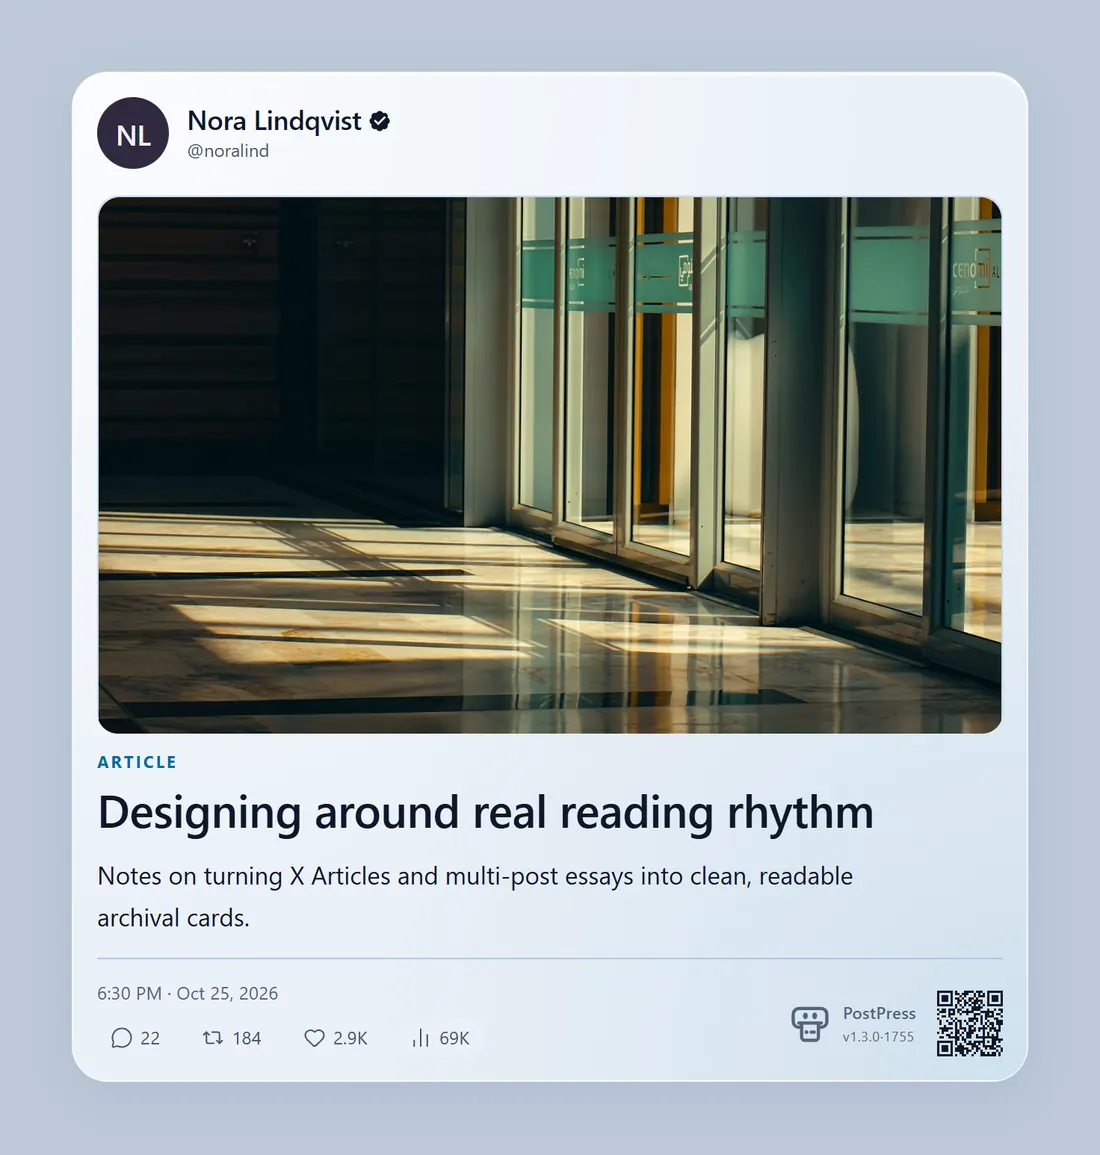 NL
Nora Lindqvist
@noralind
cenomi
ARTICLE
Designing around real reading rhythm
Notes on turning X Articles and multi-post essays into clean, readable
archival cards.
6:30 PM · Oct 25, 2026
22 184 2.9K 69K
PostPress
v1.3.0·1755